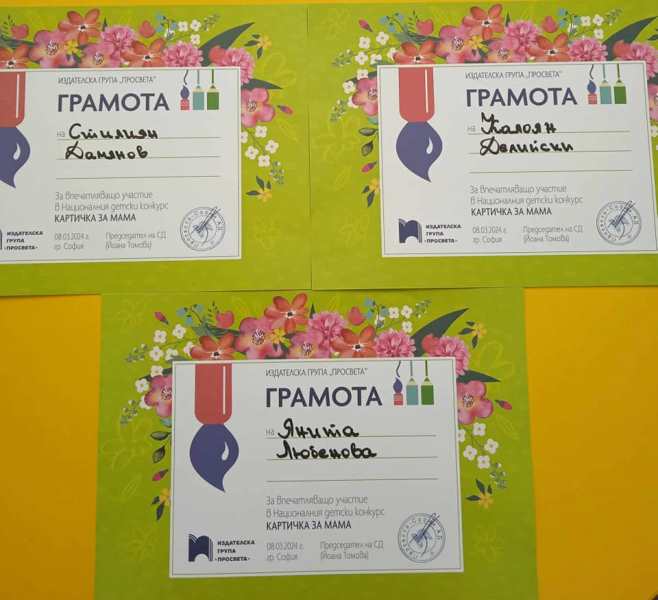 ИЗДАТЕЛСКА ГРУПА „ПРОСВЕТА"
ГРАМОТА
на Стилиян
Дамянов
За впечатляващо участие
в Националния детски конкурс
КАРТИЧКА ЗА МАМА
ИЗДАТЕЛСКА
ГРУПА
"ПРОСВЕТА"
08.03.2024 г.
гр. София
Председател на СД
(Йоана Томова)
ИЗДАТЕЛСКА ГРУПА „ПРОСВЕТА"
ГРАМОТА
на Калоян
Делийски
За впечатляващо участие
в Националния детски конкурс
КАРТИЧКА ЗА МАМА
ИЗДАТЕЛСКА
ГРУПА
"ПРОСВЕТА"
08.03.2024 г.
гр. София
Председател на СД
(Йоана Томова)
ИЗДАТЕЛСКА ГРУПА „ПРОСВЕТА"
ГРАМОТА
на Янита
Любенова
За впечатляващо участие
в Националния детски конкурс
КАРТИЧКА ЗА МАМА
ИЗДАТЕЛСКА
ГРУПА
"ПРОСВЕТА"
08.03.2024 г.
гр. София
Председател на СД
(Йоана Томова)